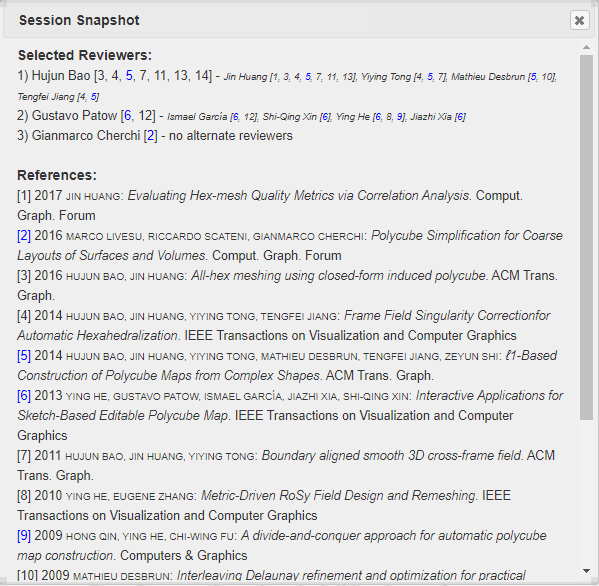 Session Snapshot
Selected Reviewers:
1) Hujun Bao [3, 4, 5, 7, 11, 13, 14] - Jin Huang [1, 3, 4, 5, 7, 11, 13], Yiying Tong [4, 5, 7], Mathieu Desbrun [5, 10],
Tengfei Jiang [4, 5]
2) Gustavo Patow [6, 12] - Ismael García [6, 12], Shi-Qing Xin [6], Ying He [6, 8, 9], Jiazhi Xia [6]
3) Gianmarco Cherchi [2] - no alternate reviewers
References:
[1] 2017 JIN HUANG: Evaluating Hex-mesh Quality Metrics via Correlation Analysis. Comput.
Graph. Forum
[2] 2016 MARCO LIVESU, RICCARDO SCATENI, GIANMARCO CHERCHI: Polycube Simplification for Coarse
Layouts of Surfaces and Volumes. Comput. Graph. Forum
[3] 2016 HUJUN BAO, JIN HUANG: All-hex meshing using closed-form induced polycube. ACM Trans.
Graph.
[4] 2014 HUJUN BAO, JIN HUANG, YIYING TONG, TENGFEI JIANG: Frame Field Singularity Correctionfor
Automatic Hexahedralization. IEEE Transactions on Visualization and Computer Graphics
[5] 2014 HUJUN BAO, JIN HUANG, YIYING TONG, MATHIEU DESBRUN, TENGFEI JIANG, ZEYUN SHI: ℓ1-Based
Construction of Polycube Maps from Complex Shapes. ACM Trans. Graph.
[6] 2013 YING HE, GUSTAVO PATOW, ISMAEL GARCÍA, JIAZHI XIA, SHI-QING XIN: Interactive Applications for
Sketch-Based Editable Polycube Map. IEEE Transactions on Visualization and Computer
Graphics
[7] 2011 HUJUN BAO, JIN HUANG, YIYING TONG: Boundary aligned smooth 3D cross-frame field. ACM
Trans. Graph.
[8] 2010 YING HE, EUGENE ZHANG: Metric-Driven RoSy Field Design and Remeshing. IEEE
Transactions on Visualization and Computer Graphics
[9] 2009 HONG QIN, YING HE, CHI-WING FU: A divide-and-conquer approach for automatic polycube
map construction. Computers & Graphics
[10] 2009 MATHIEU DESBRUN: Interleaving Delaunay refinement and optimization for practical